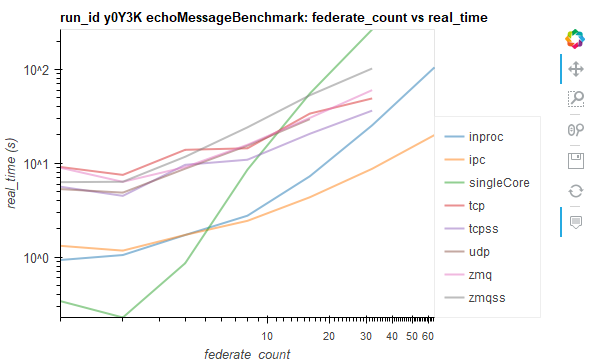 run_id y0Y3K echoMessageBenchmark: federate_count vs real_time
real_time (s)
10^2
10^1
10^0
10
20
30
40
50
60
federate_count
inproc
ipc
singleCore
tcp
tcpss
udp
zmq
zmqss